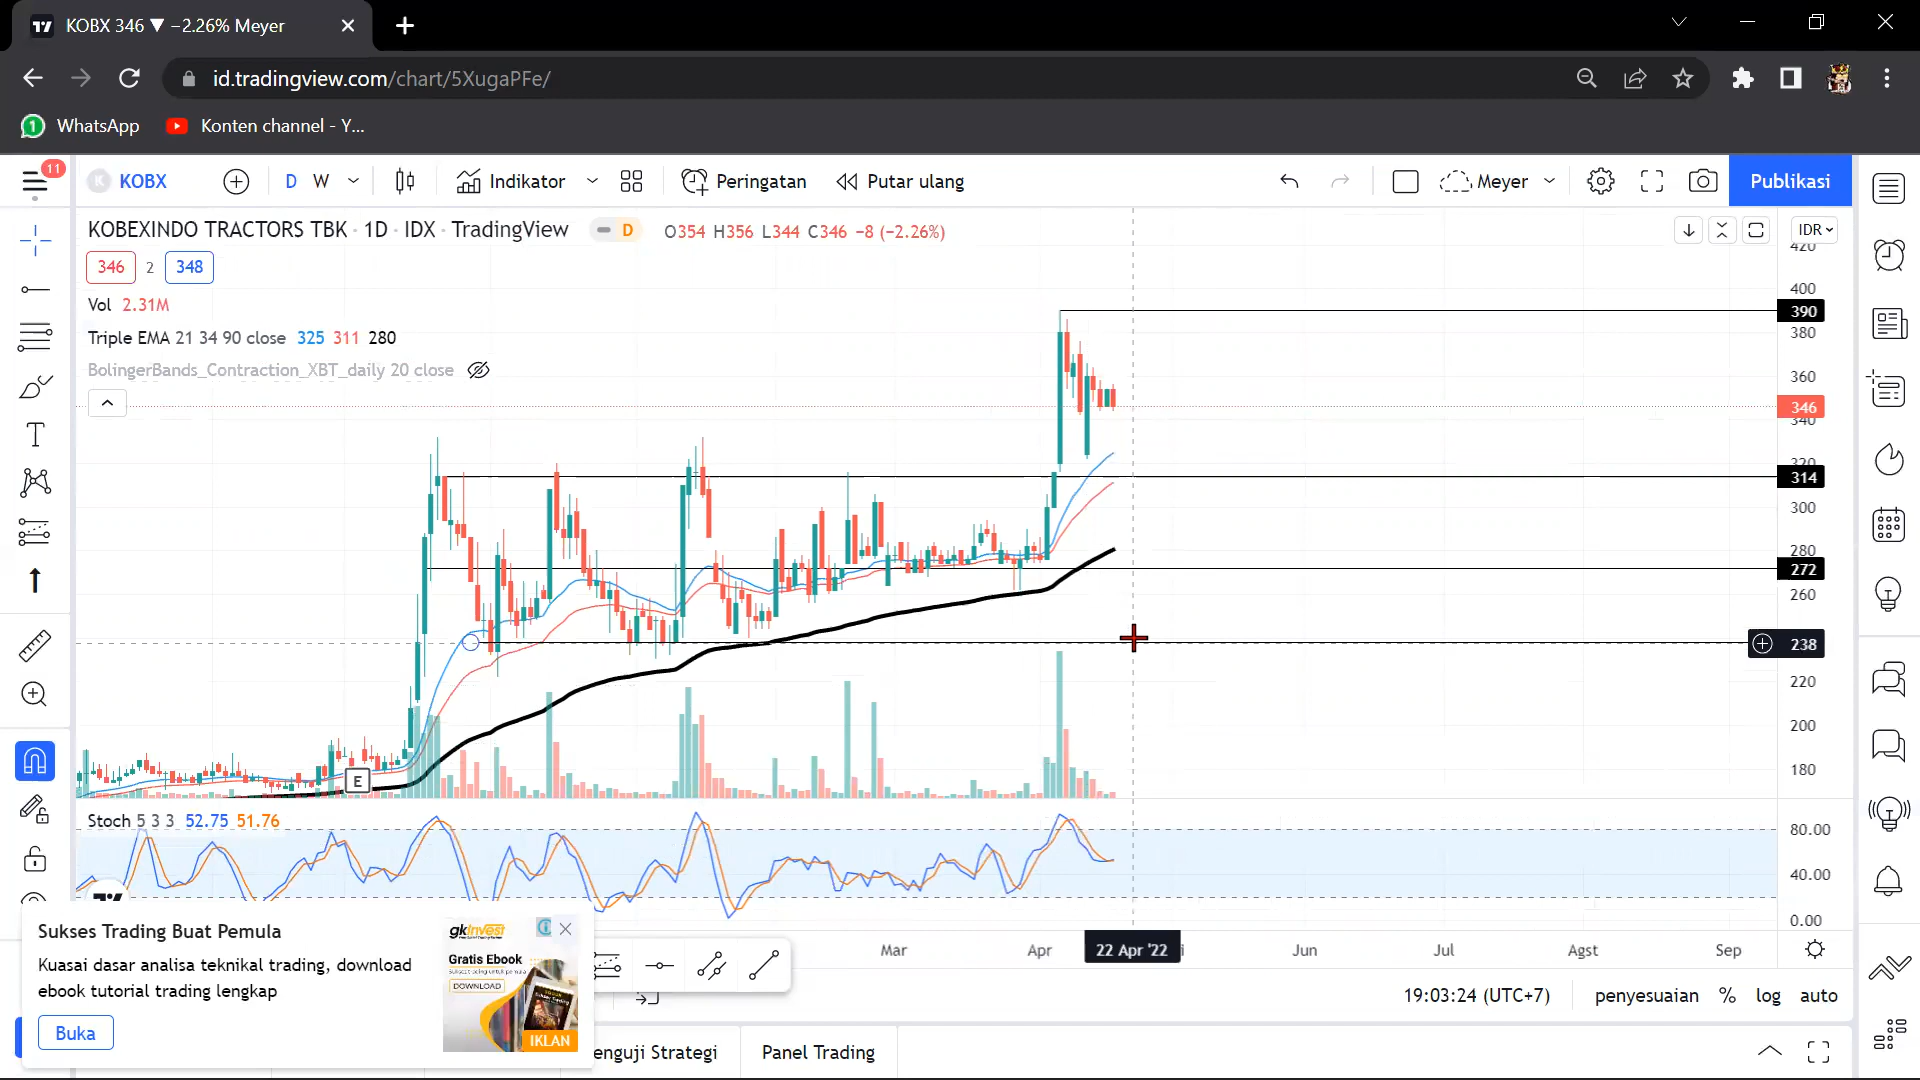 KOBX 346 ▼ −2.26% Meyer
id.tradingview.com/chart/5XugaPFe/
WhatsApp
Konten channel - Y...
11
KOBX
D
W
Indikator
Peringatan
Putar ulang
Meyer
Publikasi
KOBEXINDO TRACTORS TBK · 1D · IDX · TradingView
D
O354 H356 L344 C346 −8 (−2.26%)
IDR
346
2
348
Vol 2.31M
Triple EMA 21 34 90 close 325 311 280
BolingerBands_Contraction_XBT_daily 20 close
420
400
390
380
360
346
340
320
314
300
280
272
260
238
220
200
180
E
Stoch 5 3 3 52.75 51.76
80.00
40.00
0.00
Mar
Apr
22 Apr '22
Jun
Jul
Agst
Sep
Sukses Trading Buat Pemula
Kuasai dasar analisa teknikal trading, download
ebook tutorial trading lengkap
Buka
gkinvest
Gratis Ebook
DOWNLOAD
IKLAN
19:03:24 (UTC+7)
penyesuaian
%
log
auto
enguji Strategi
Panel Trading